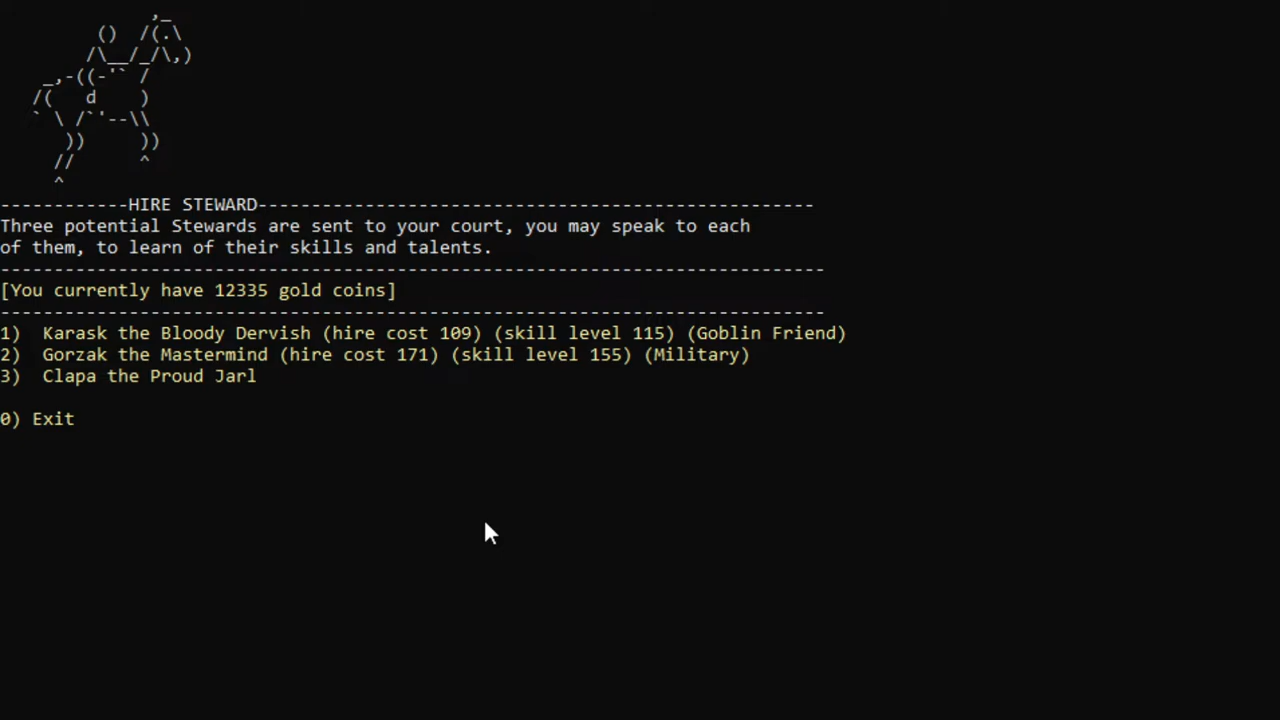 ------------HIRE STEWARD----------------------------------------------------
Three potential Stewards are sent to your court, you may speak to each
of them, to learn of their skills and talents.
-----------------------------------------------------------------------------
[You currently have 12335 gold coins]
-----------------------------------------------------------------------------
1)  Karask the Bloody Dervish (hire cost 109) (skill level 115) (Goblin Friend)
2)  Gorzak the Mastermind (hire cost 171) (skill level 155) (Military)
3)  Clapa the Proud Jarl
0) Exit